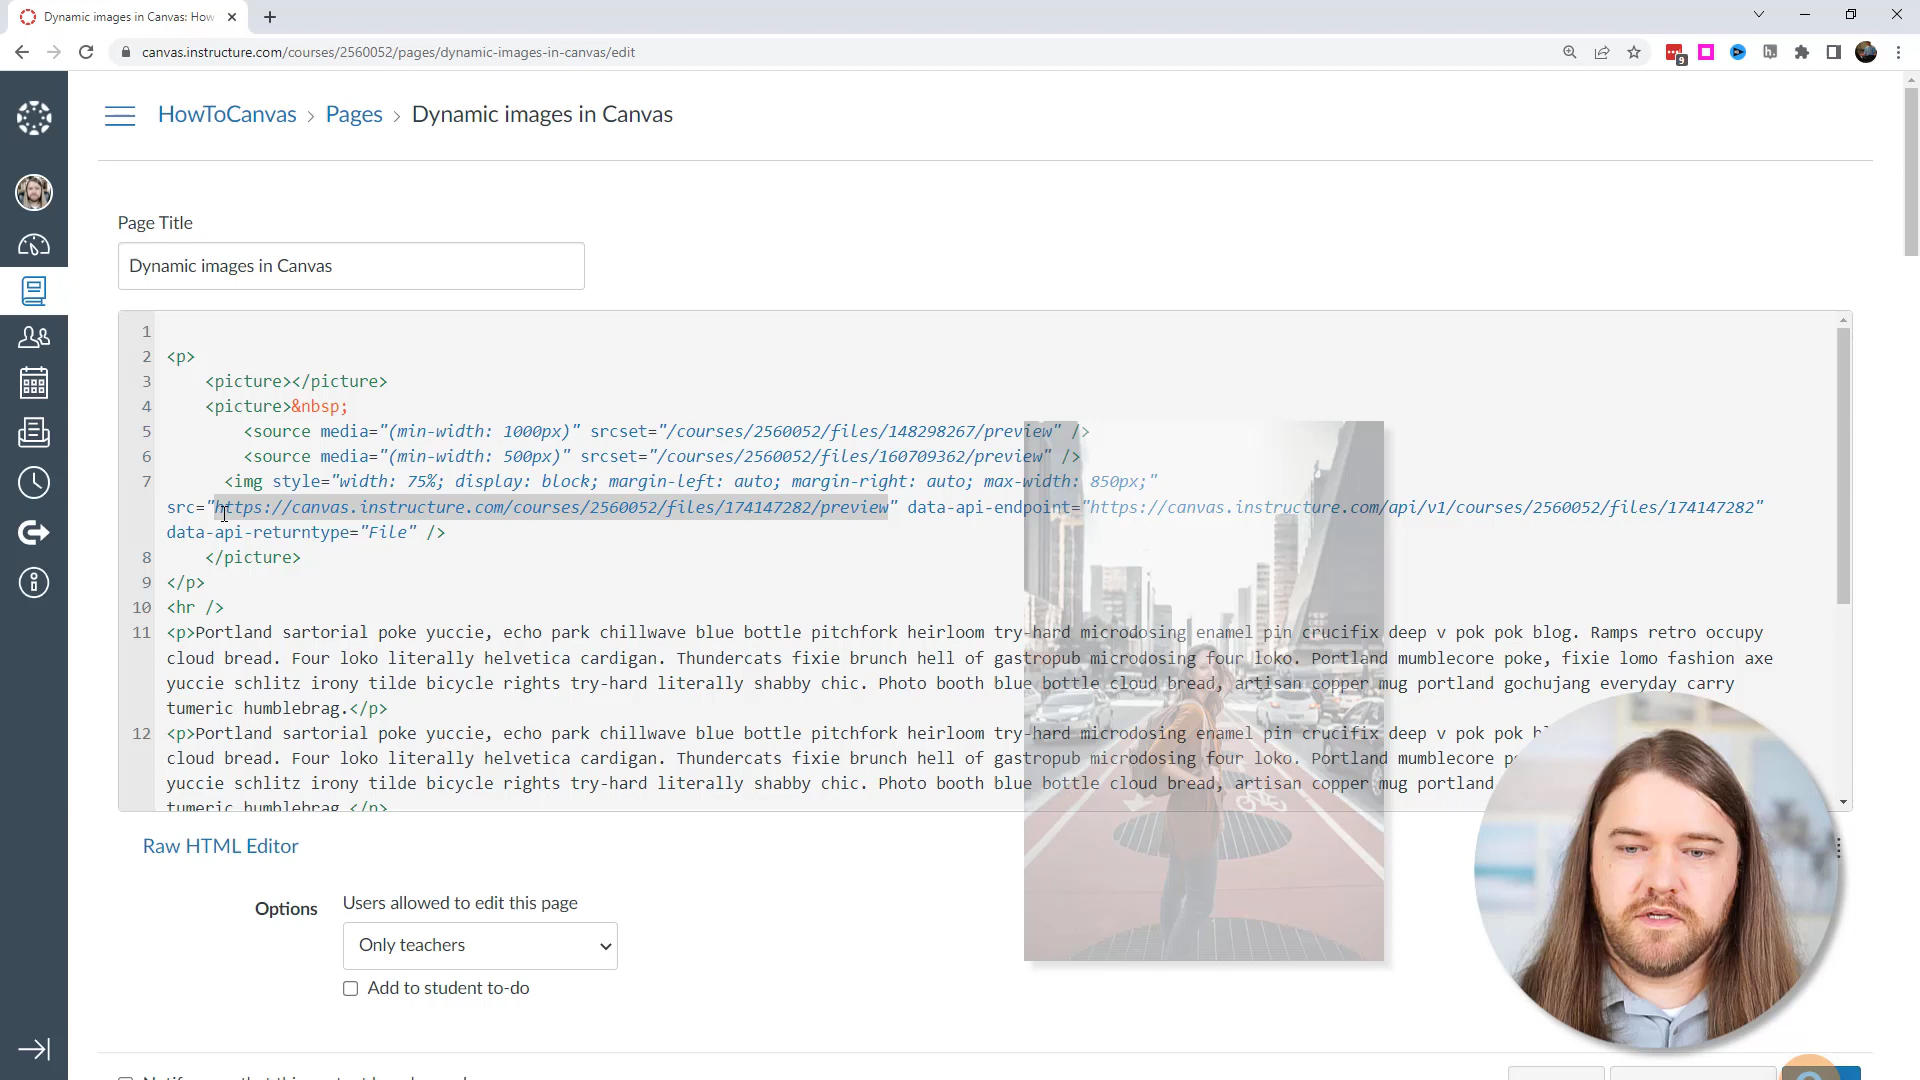 Dynamic images in Canvas: How
canvas.instructure.com/courses/2560052/pages/dynamic-images-in-canvas/edit
9
HowToCanvas > Pages > Dynamic images in Canvas
Page Title
Dynamic images in Canvas
1
2 <p>
3 <picture></picture>
4 <picture>&nbsp;
5 <source media="(min-width: 1000px)" srcset="/courses/2560052/files/148298267/preview" />
6 <source media="(min-width: 500px)" srcset="/courses/2560052/files/160709362/preview" />
7 <img style="width: 75%; display: block; margin-left: auto; margin-right: auto; max-width: 850px;"
src="https://canvas.instructure.com/courses/2560052/files/174147282/preview" data-api-endpoint="https://canvas.instructure.com/api/v1/courses/2560052/files/174147282"
data-api-returntype="File" />
8 </picture>
9 </p>
10 <hr />
11 <p>Portland sartorial poke yuccie, echo park chillwave blue bottle pitchfork heirloom try-hard microdosing enamel pin crucifix deep v pok pok blog. Ramps retro occupy
cloud bread. Four loko literally helvetica cardigan. Thundercats fixie brunch hell of gastropub microdosing four loko. Portland mumblecore poke, fixie lomo fashion axe
yuccie schlitz irony tilde bicycle rights try-hard literally shabby chic. Photo booth blue bottle cloud bread, artisan copper mug portland gochujang everyday carry
tumeric humblebrag.</p>
12 <p>Portland sartorial poke yuccie, echo park chillwave blue bottle pitchfork heirloom try-hard microdosing enamel pin crucifix deep v pok pok
cloud bread. Four loko literally helvetica cardigan. Thundercats fixie brunch hell of gastropub microdosing four loko. Portland mumblecore
yuccie schlitz irony tilde bicycle rights try-hard literally shabby chic. Photo booth blue bottle cloud bread, artisan copper mug portland
tumeric humblebrag.</p>
Raw HTML Editor
Options
Users allowed to edit this page
Only teachers
Add to student to-do